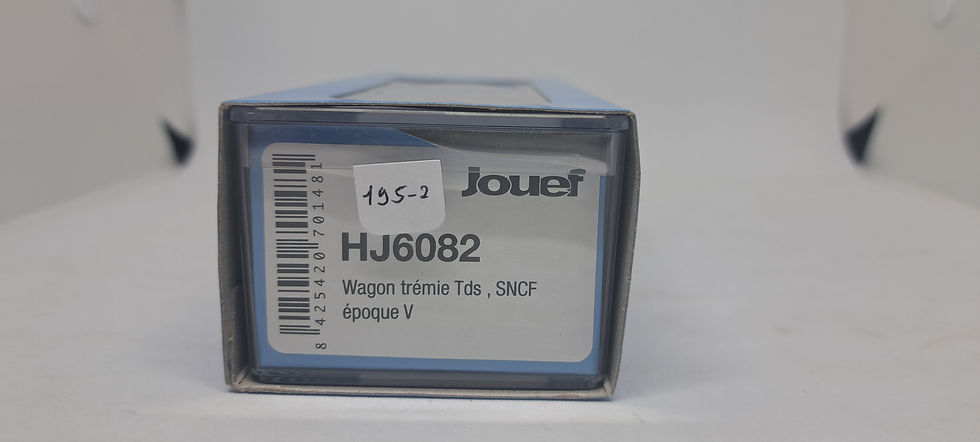 195-2
Jouef
HJ6082
Wagon trémie Tds , SNCF
époque V
8 425420 701481